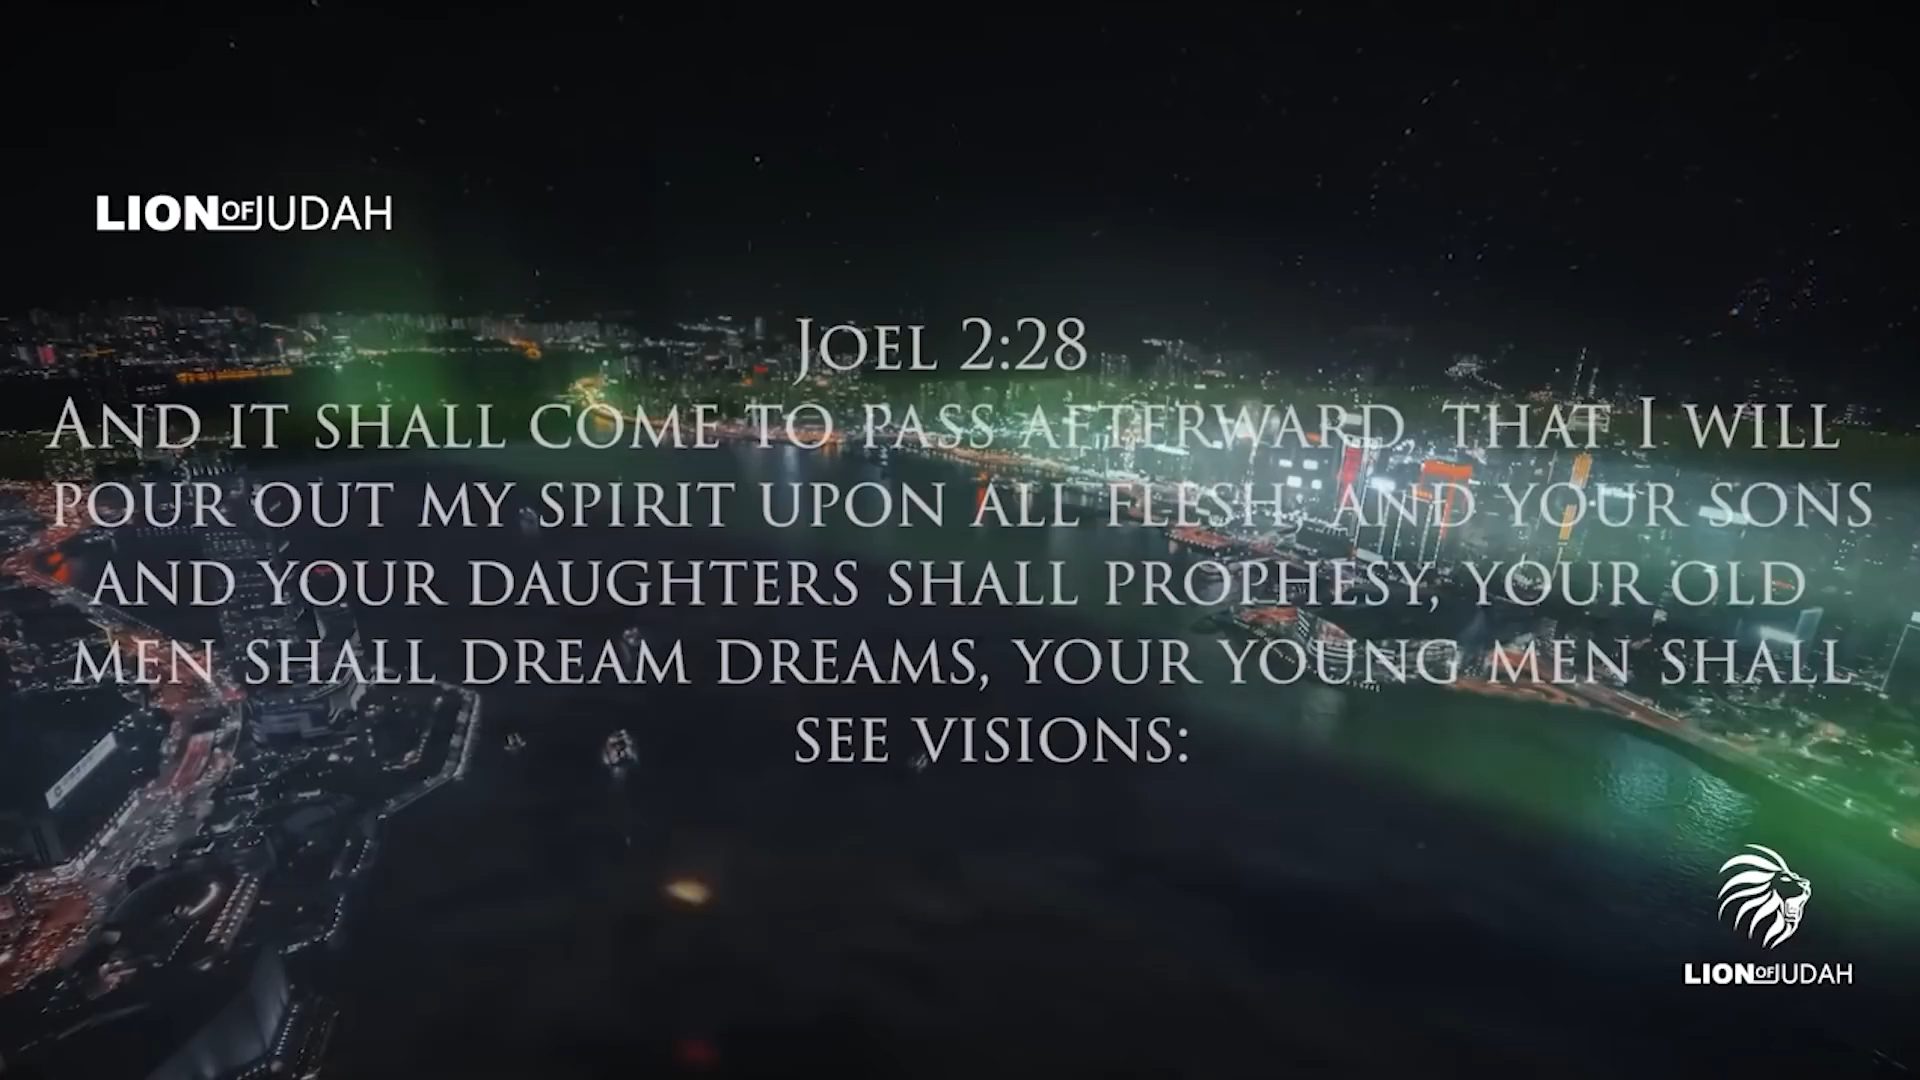 LION OF JUDAH
JOEL 2:28
AND IT SHALL COME TO PASS AFTERWARD, THAT I WILL
POUR OUT MY SPIRIT UPON ALL FLESH, AND YOUR SONS
AND YOUR DAUGHTERS SHALL PROPHESY, YOUR OLD
MEN SHALL DREAM DREAMS, YOUR YOUNG MEN SHALL
SEE VISIONS:
LION OF JUDAH